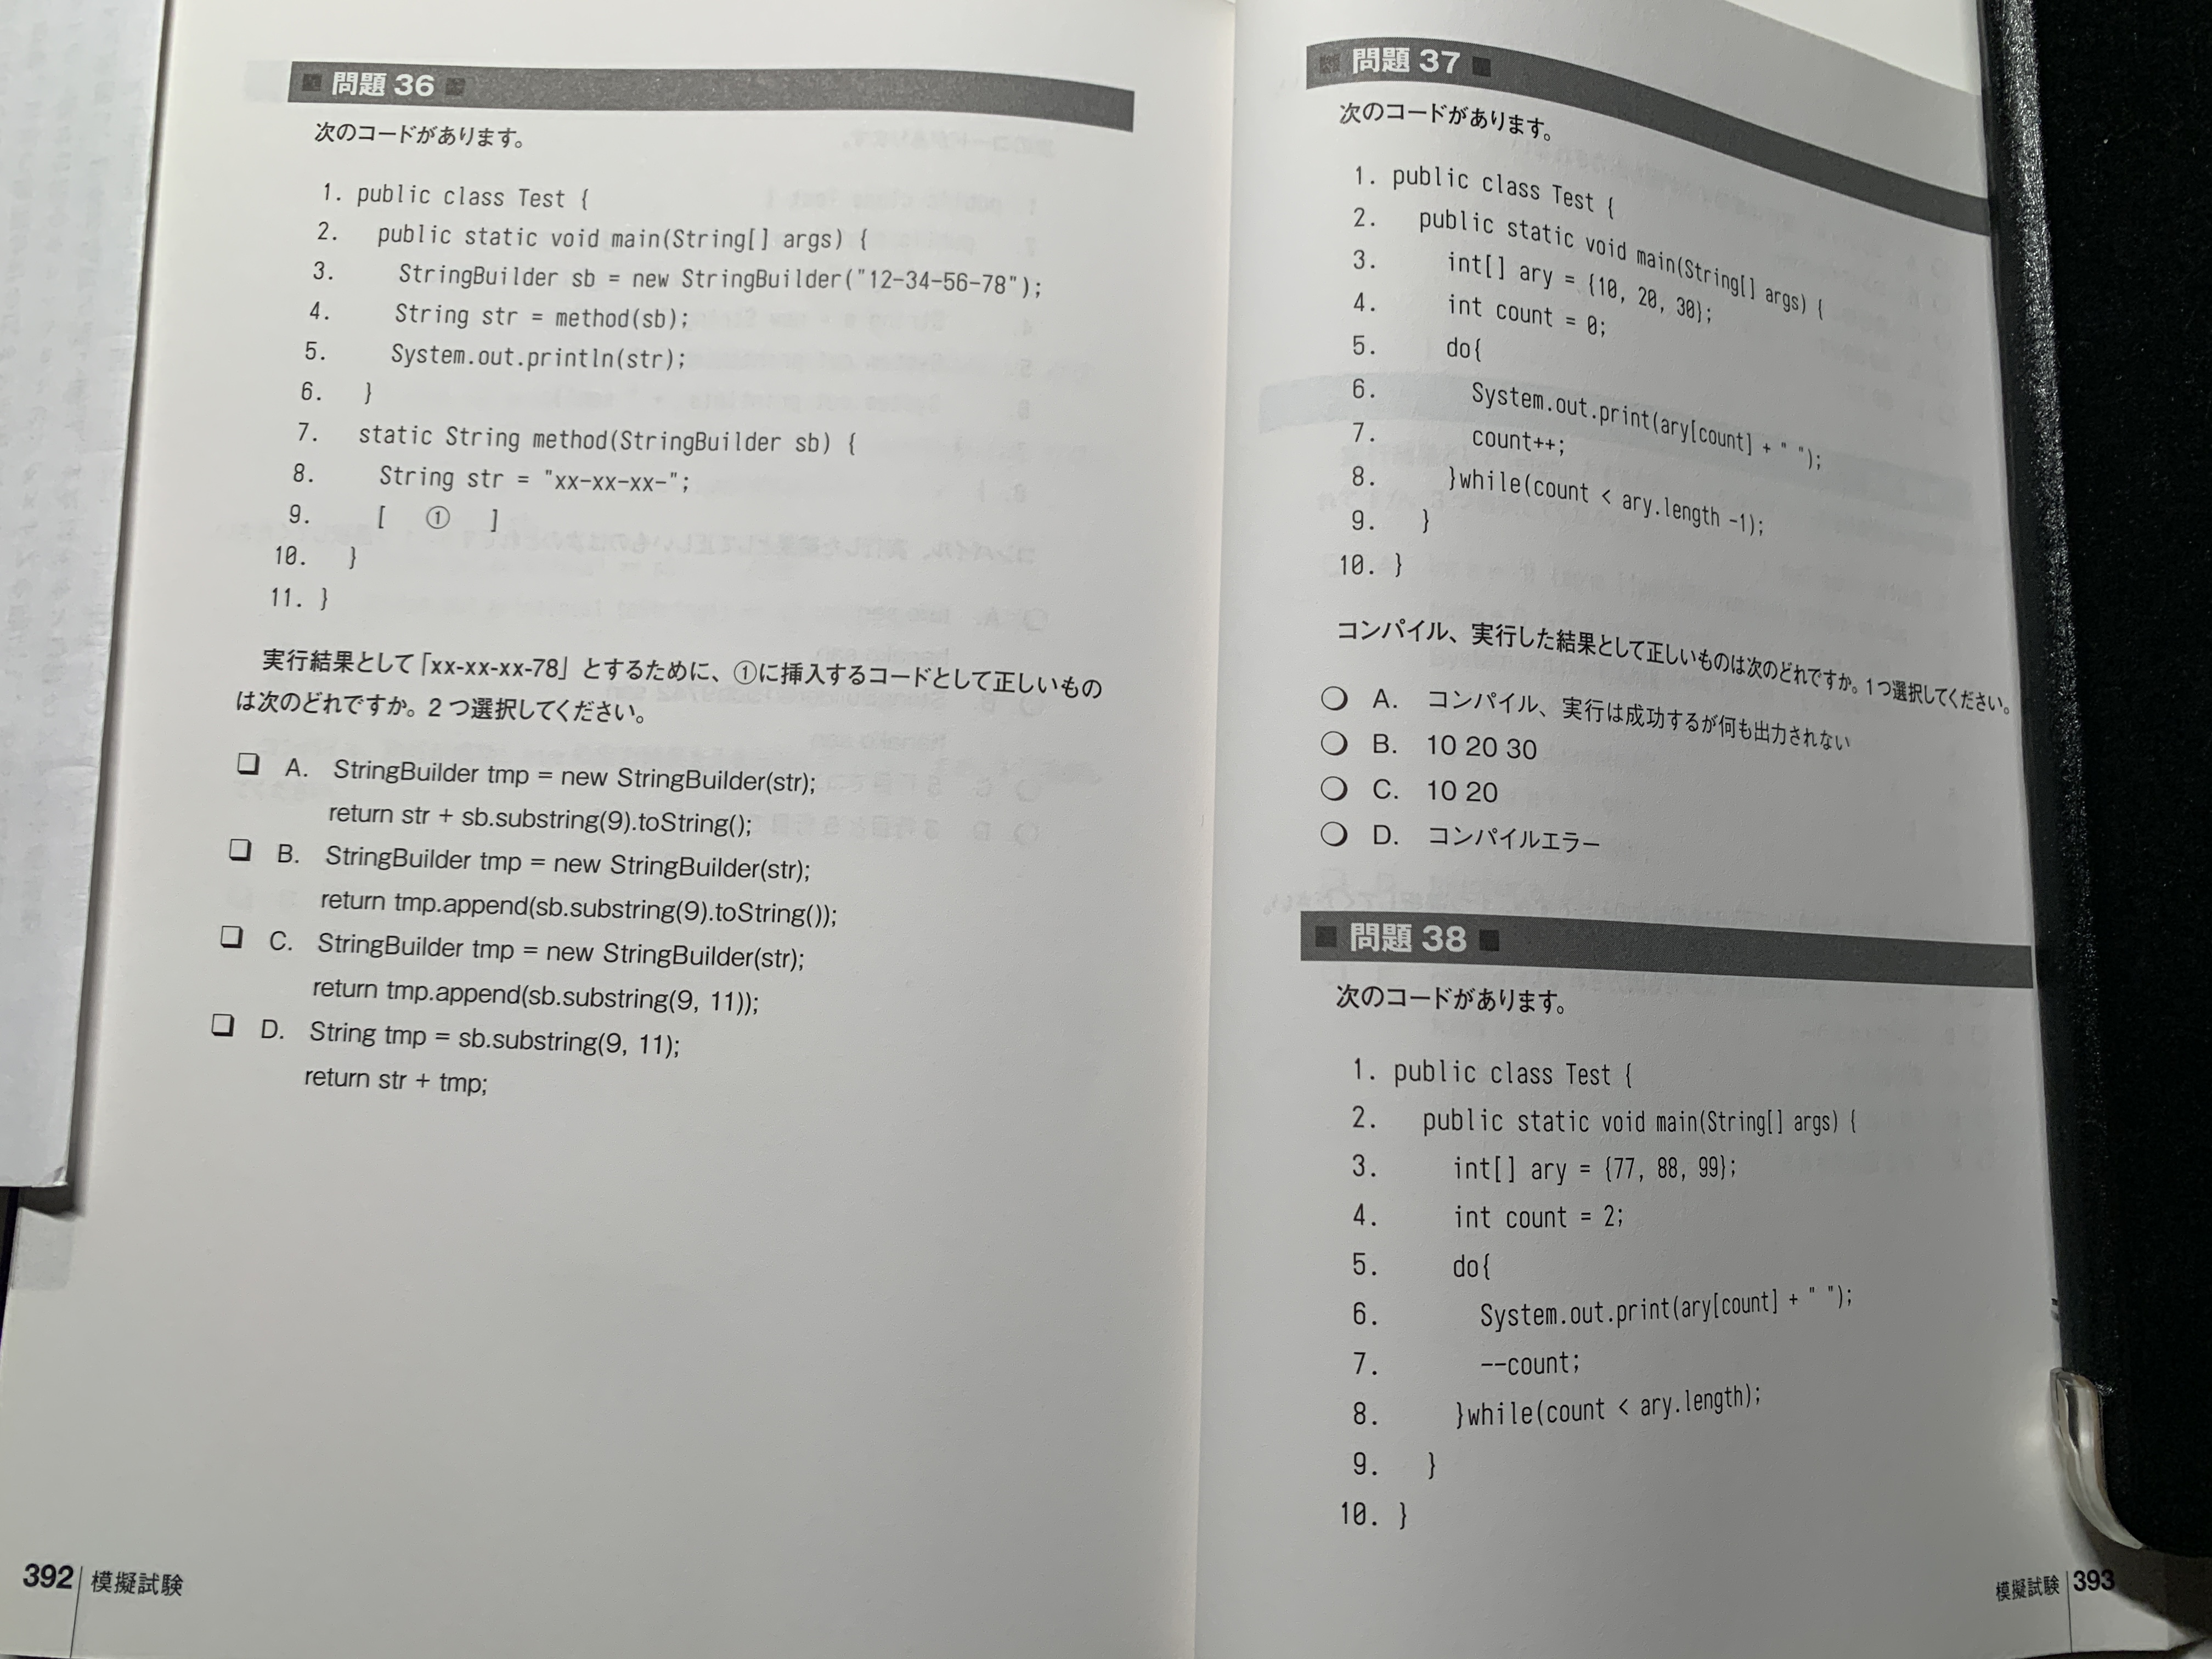 ■ 問題 36 ■
次のコードがあります。
1. public class Test {
2. public static void main(String[] args) {
3. StringBuilder sb = new StringBuilder("12-34-56-78");
4. String str = method(sb);
5. System.out.println(str);
6. }
7. static String method(StringBuilder sb) {
8. String str = "xx-xx-xx-";
9. [ ① ]
10. }
11. }
実行結果として「xx-xx-xx-78」とするために、①に挿入するコードとして正しいもの
は次のどれですか。2 つ選択してください。
❏ A. StringBuilder tmp = new StringBuilder(str);
return str + sb.substring(9).toString();
❏ B. StringBuilder tmp = new StringBuilder(str);
return tmp.append(sb.substring(9).toString());
❏ C. StringBuilder tmp = new StringBuilder(str);
return tmp.append(sb.substring(9, 11));
❏ D. String tmp = sb.substring(9, 11);
return str + tmp;
392 模擬試験
■ 問題 37 ■
次のコードがあります。
1. public class Test {
2. public static void main(String[] args) {
3. int[] ary = {10, 20, 30};
4. int count = 0;
5. do{
6. System.out.print(ary[count] + " ");
7. count++;
8. }while(count < ary.length -1);
9. }
10. }
コンパイル、実行した結果として正しいものは次のどれですか。1 つ選択してください。
❍ A. コンパイル、実行は成功するが何も出力されない
❍ B. 10 20 30
❍ C. 10 20
❍ D. コンパイルエラー
■ 問題 38 ■
次のコードがあります。
1. public class Test {
2. public static void main(String[] args) {
3. int[] ary = {77, 88, 99};
4. int count = 2;
5. do{
6. System.out.print(ary[count] + " ");
7. --count;
8. }while(count < ary.length);
9. }
10. }
模擬試験 393